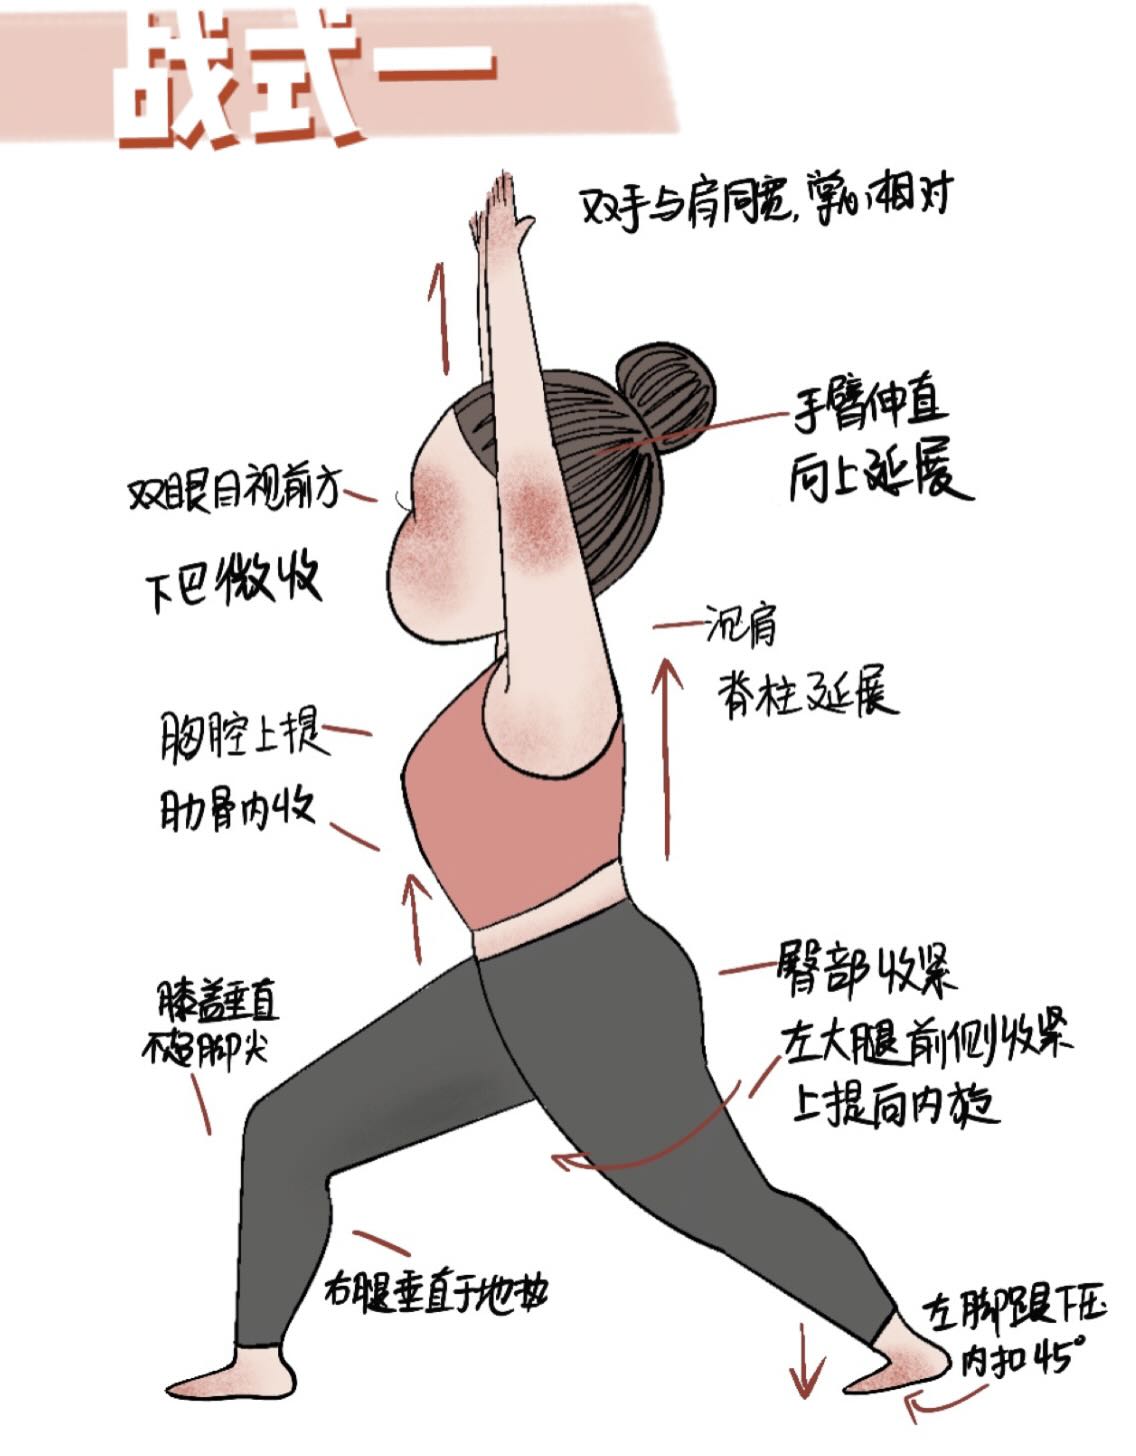 战式一
双手与肩同宽,掌心相对
手臂伸直
向上延展
双眼目视前方
下巴微收
沉肩
脊柱延展
胸腔上提
肋骨内收
臀部收紧
左大腿前侧收紧
上提向内旋
膝盖垂直
不超脚尖
右腿垂直于地板
左脚跟下压
内扣45°